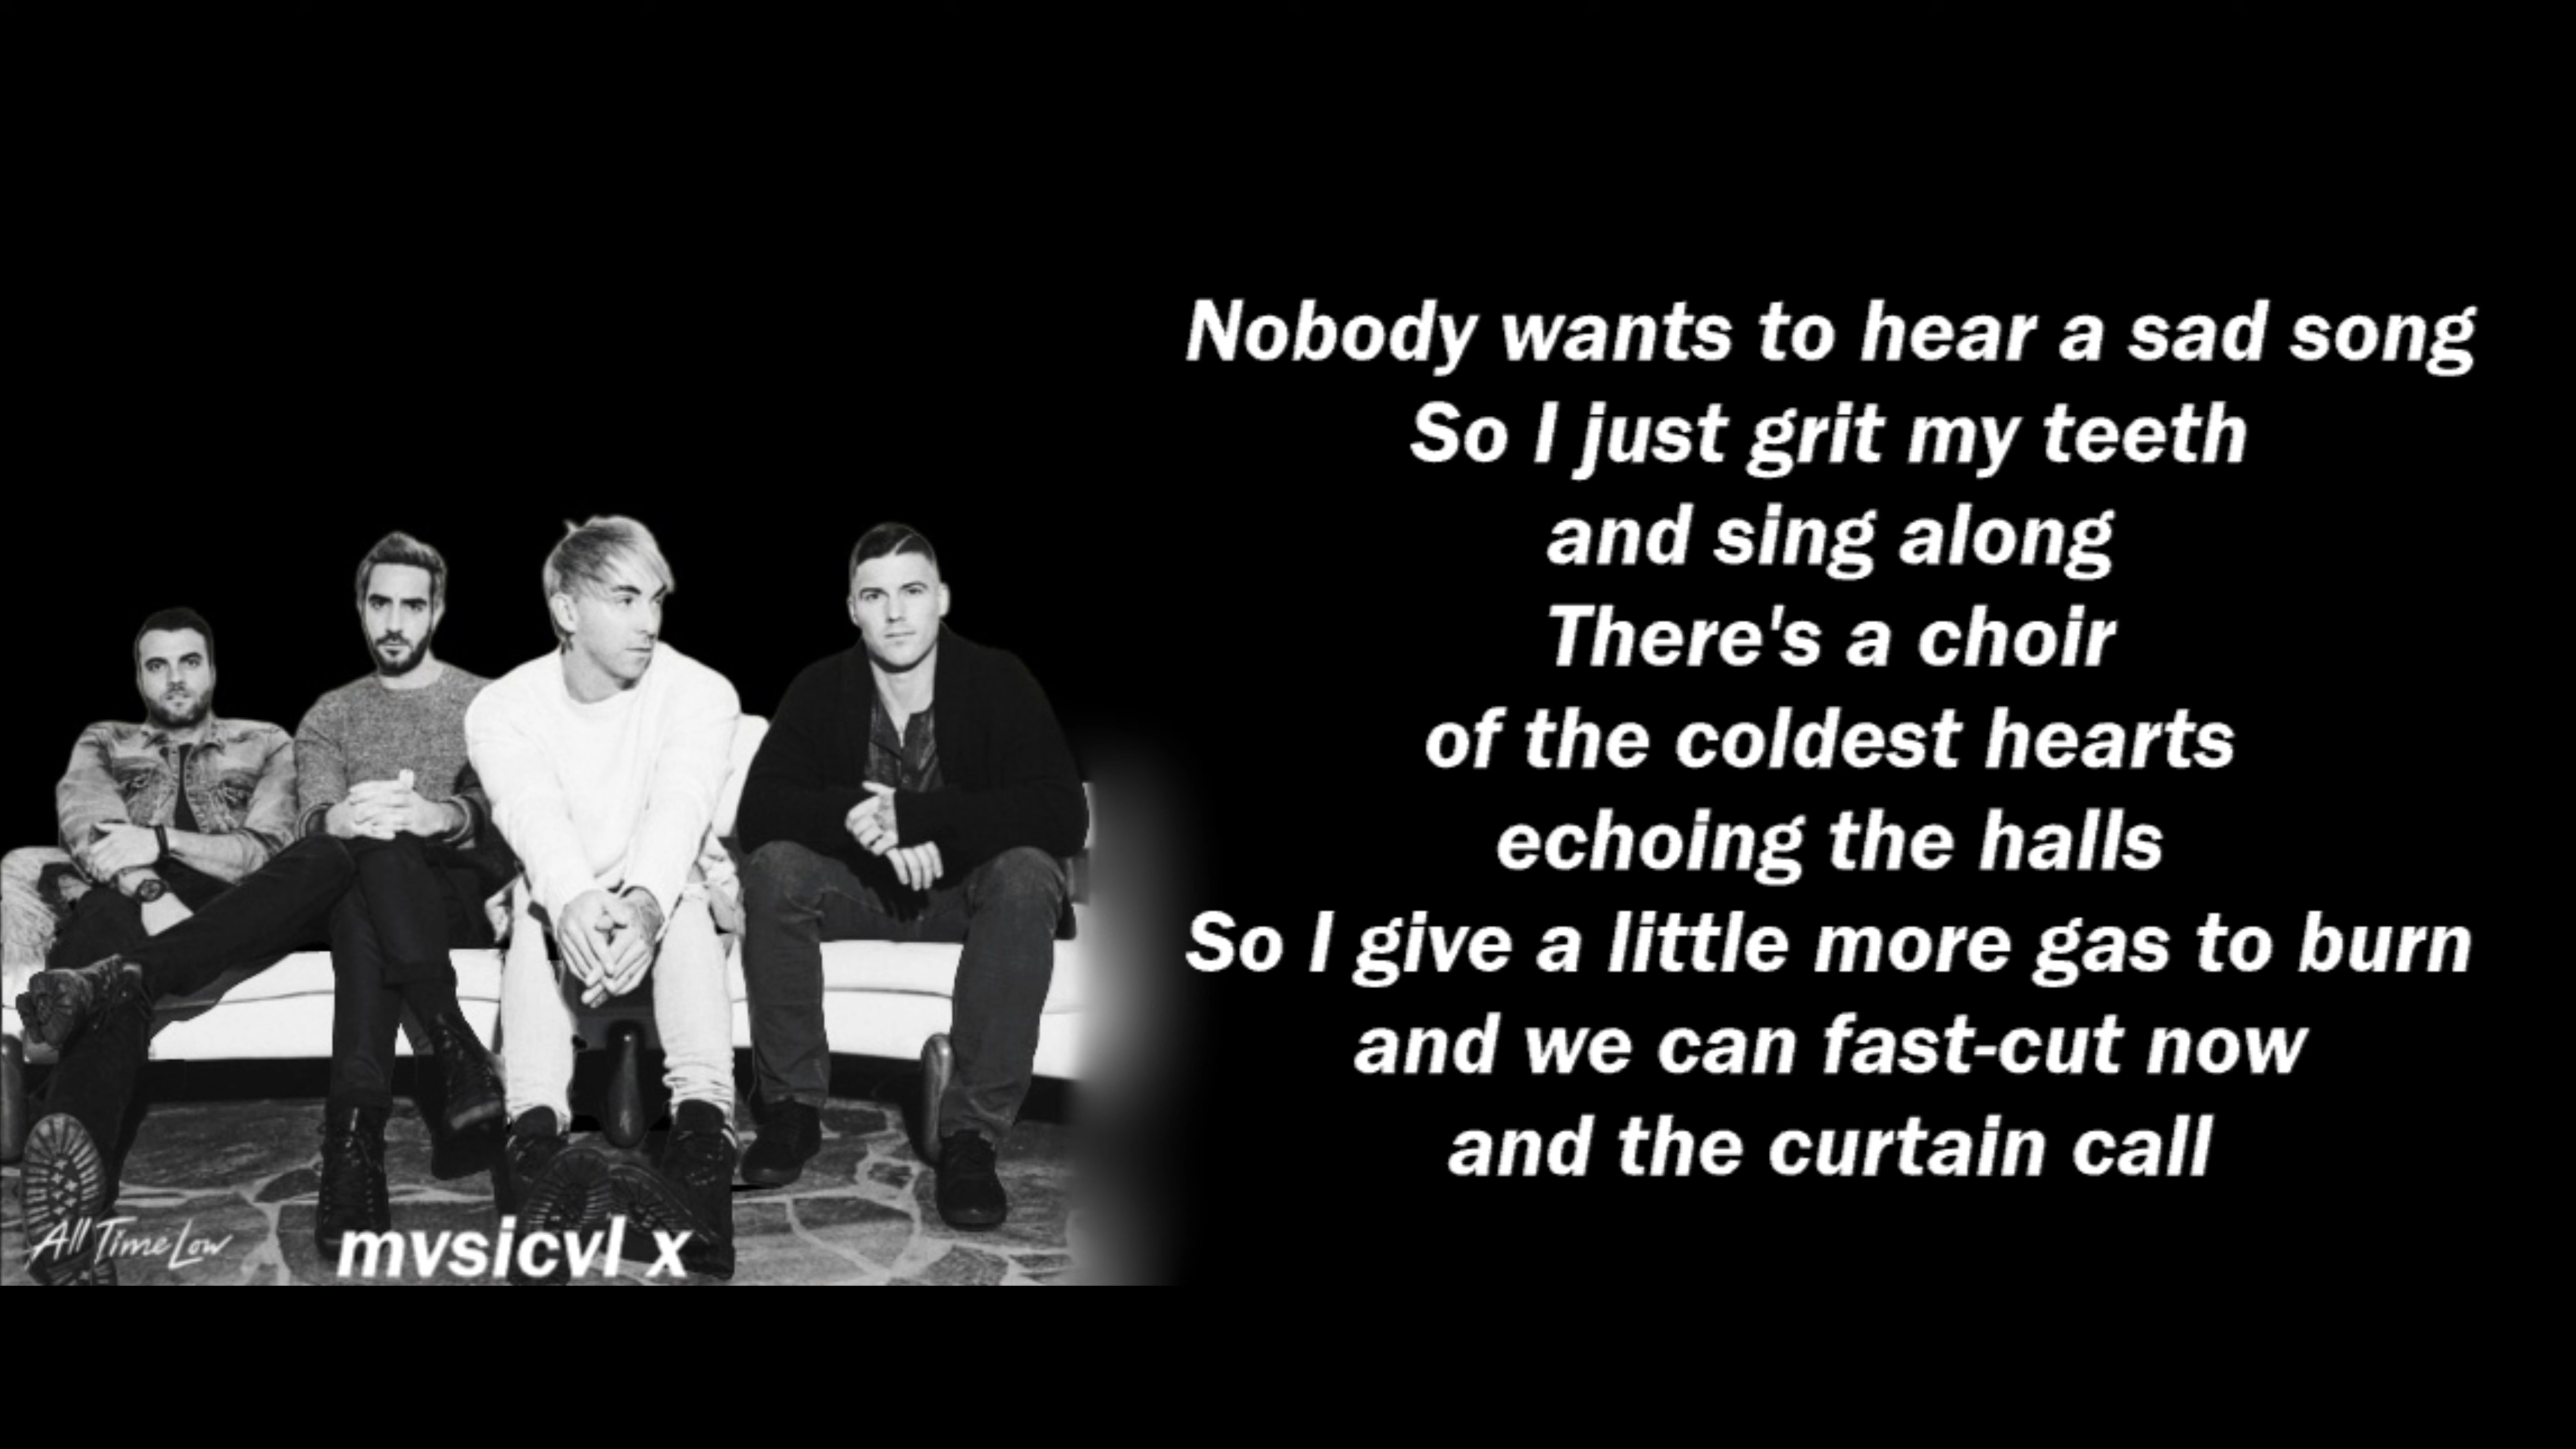 Nobody wants to hear a sad song
So I just grit my teeth
and sing along
There's a choir
of the coldest hearts
echoing the halls
So I give a little more gas to burn
and we can fast-cut now
and the curtain call
All Time Low
mvsicvl x